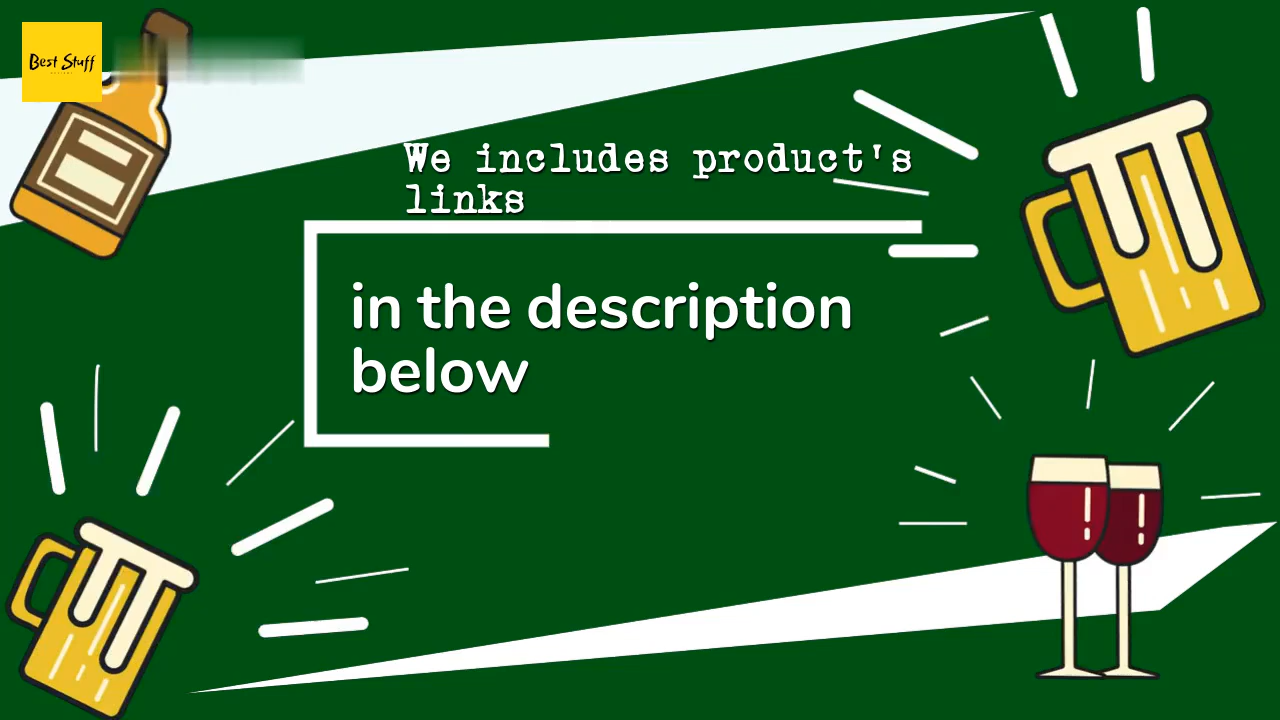 Best Stuff
We includes product's
links
in the description
below